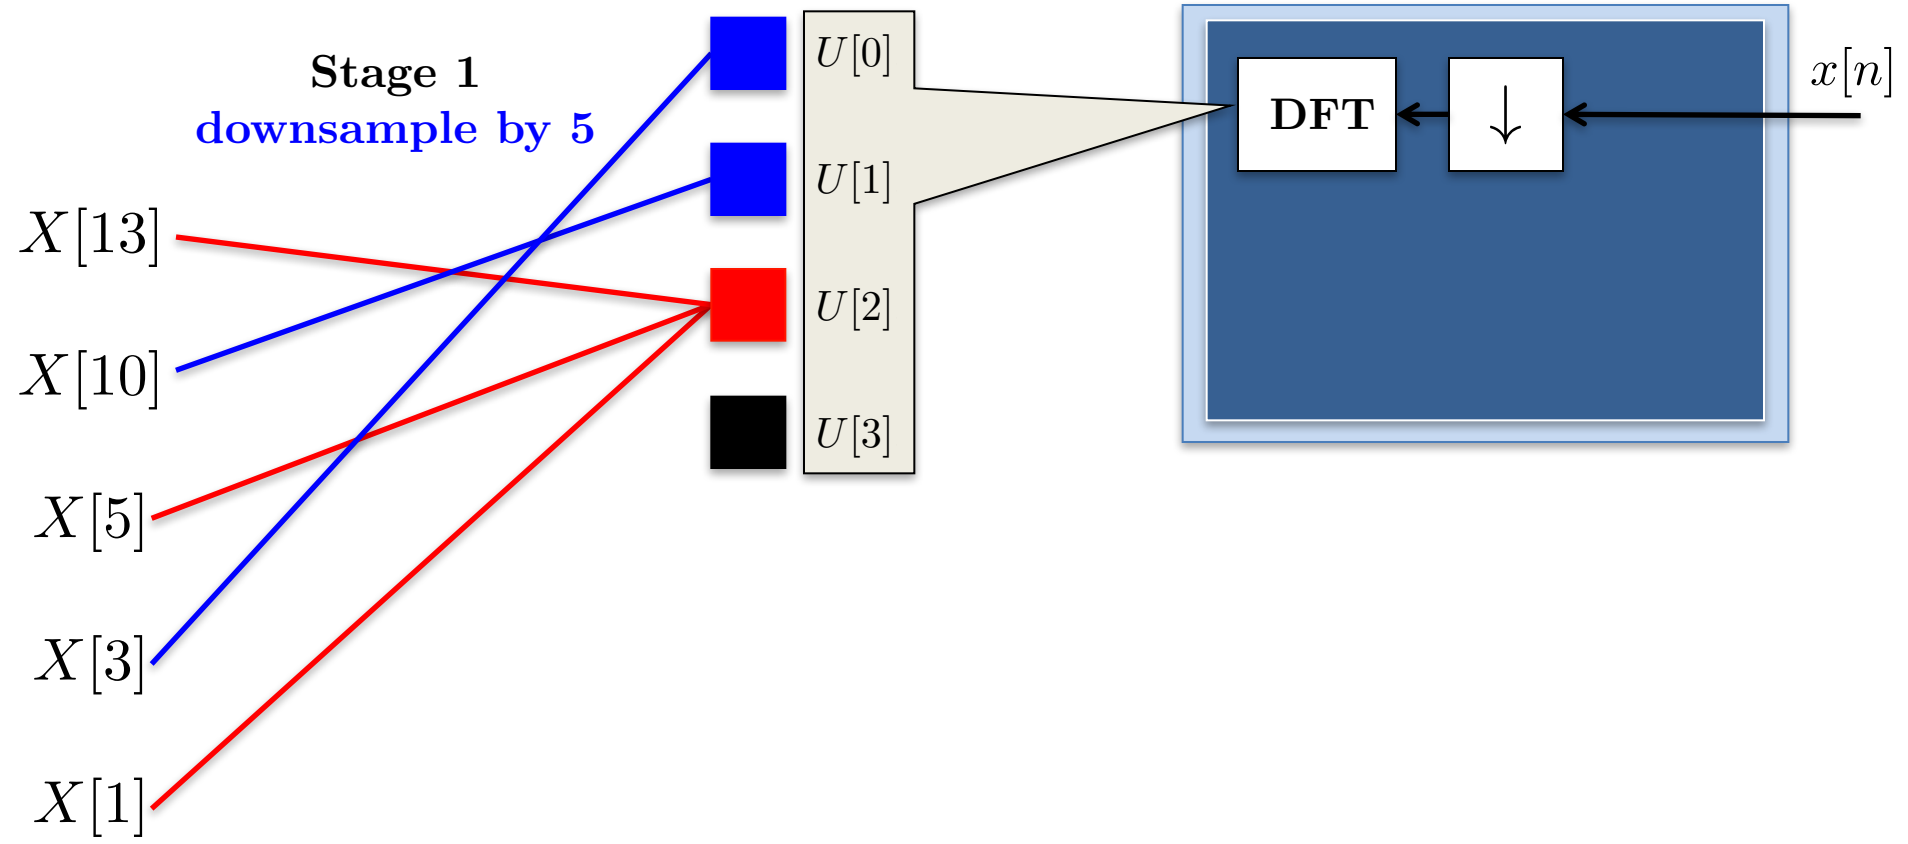 Stage 1
downsample by 5
X[13]
X[10]
X[5]
X[3]
X[1]
U[0]
U[1]
U[2]
U[3]
DFT
↓
x[n]